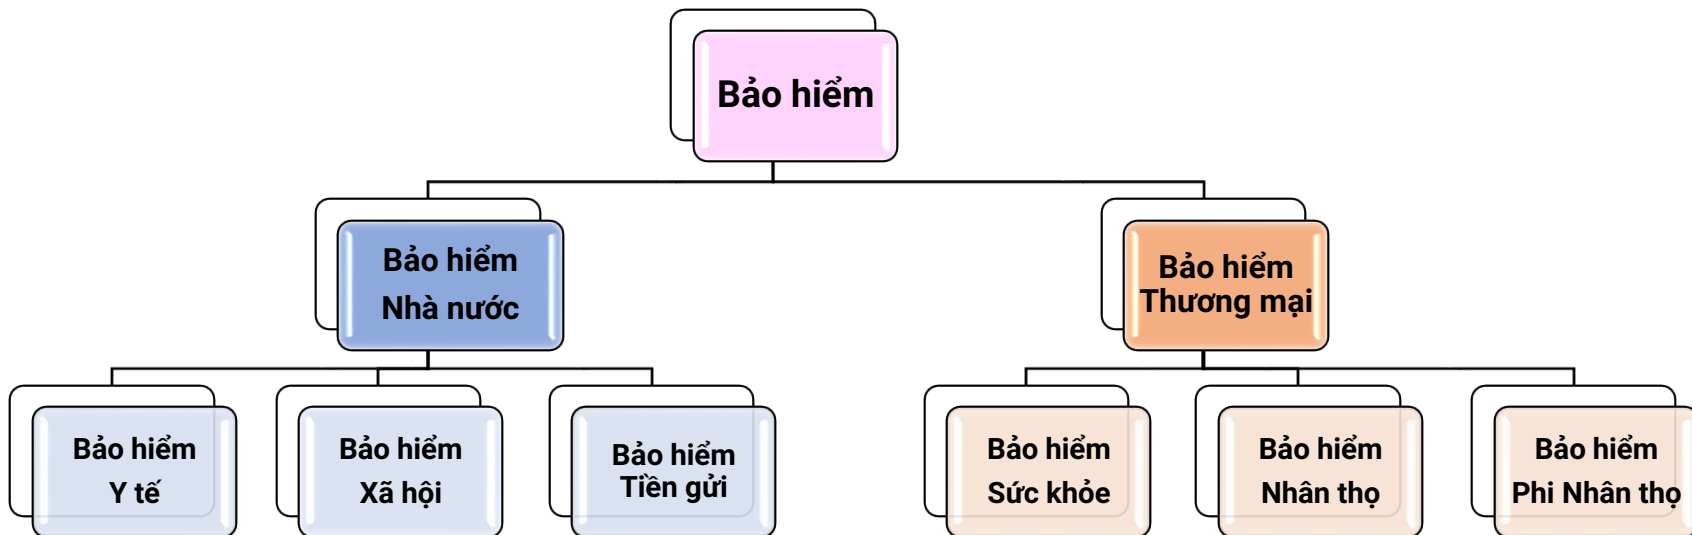 Bảo hiểm
Bảo hiểm
Nhà nước
Bảo hiểm
Thương mại
Bảo hiểm
Y tế
Bảo hiểm
Xã hội
Bảo hiểm
Tiền gửi
Bảo hiểm
Sức khỏe
Bảo hiểm
Nhân thọ
Bảo hiểm
Phi Nhân thọ